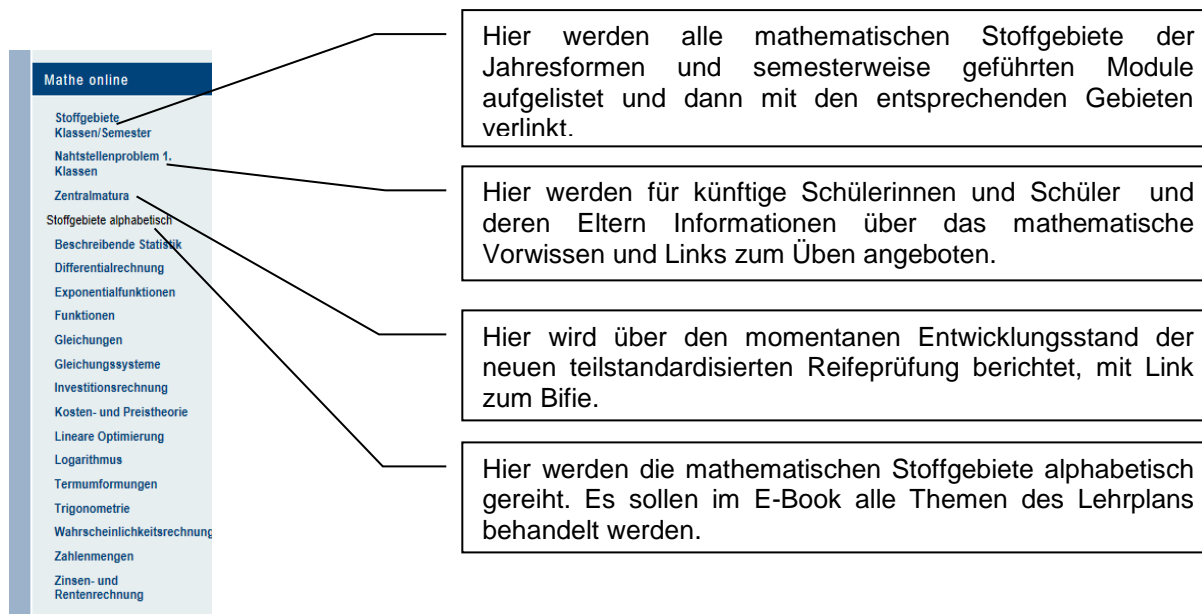 Mathe online
Stoffgebiete
Klassen/Semester
Nahtstellenproblem 1.
Klassen
Zentralmatura
Stoffgebiete alphabetisch
Beschreibende Statistik
Differentialrechnung
Exponentialfunktionen
Funktionen
Gleichungen
Gleichungssysteme
Investitionsrechnung
Kosten- und Preistheorie
Lineare Optimierung
Logarithmus
Termumformungen
Trigonometrie
Wahrscheinlichkeitsrechnung
Zahlenmengen
Zinsen- und
Rentenrechnung
Hier werden alle mathematischen Stoffgebiete der
Jahresformen und semesterweise geführten Module
aufgelistet und dann mit den entsprechenden Gebieten
verlinkt.
Hier werden für künftige Schülerinnen und Schüler und
deren Eltern Informationen über das mathematische
Vorwissen und Links zum Üben angeboten.
Hier wird über den momentanen Entwicklungsstand der
neuen teilstandardisierten Reifeprüfung berichtet, mit Link
zum Bifie.
Hier werden die mathematischen Stoffgebiete alphabetisch
gereiht. Es sollen im E-Book alle Themen des Lehrplans
behandelt werden.